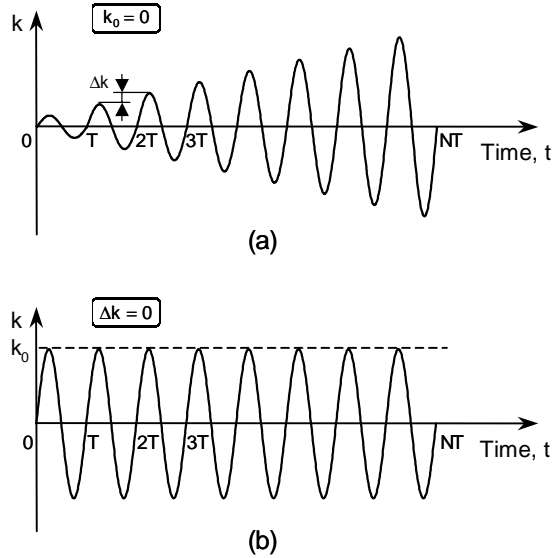 k
k₀ = 0
Δk
0
T
2T
3T
NT
Time, t
(a)
k
Δk = 0
k₀
0
T
2T
3T
NT
Time, t
(b)